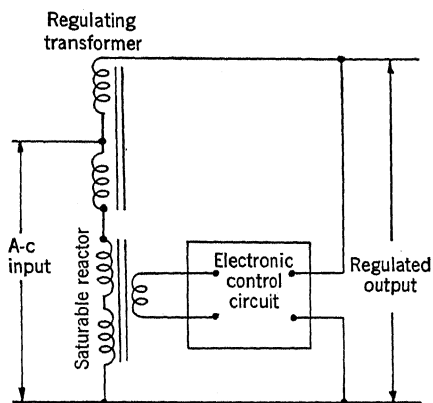 Regulating
transformer
A-c
input
Saturable reactor
Electronic
control
circuit
Regulated
output